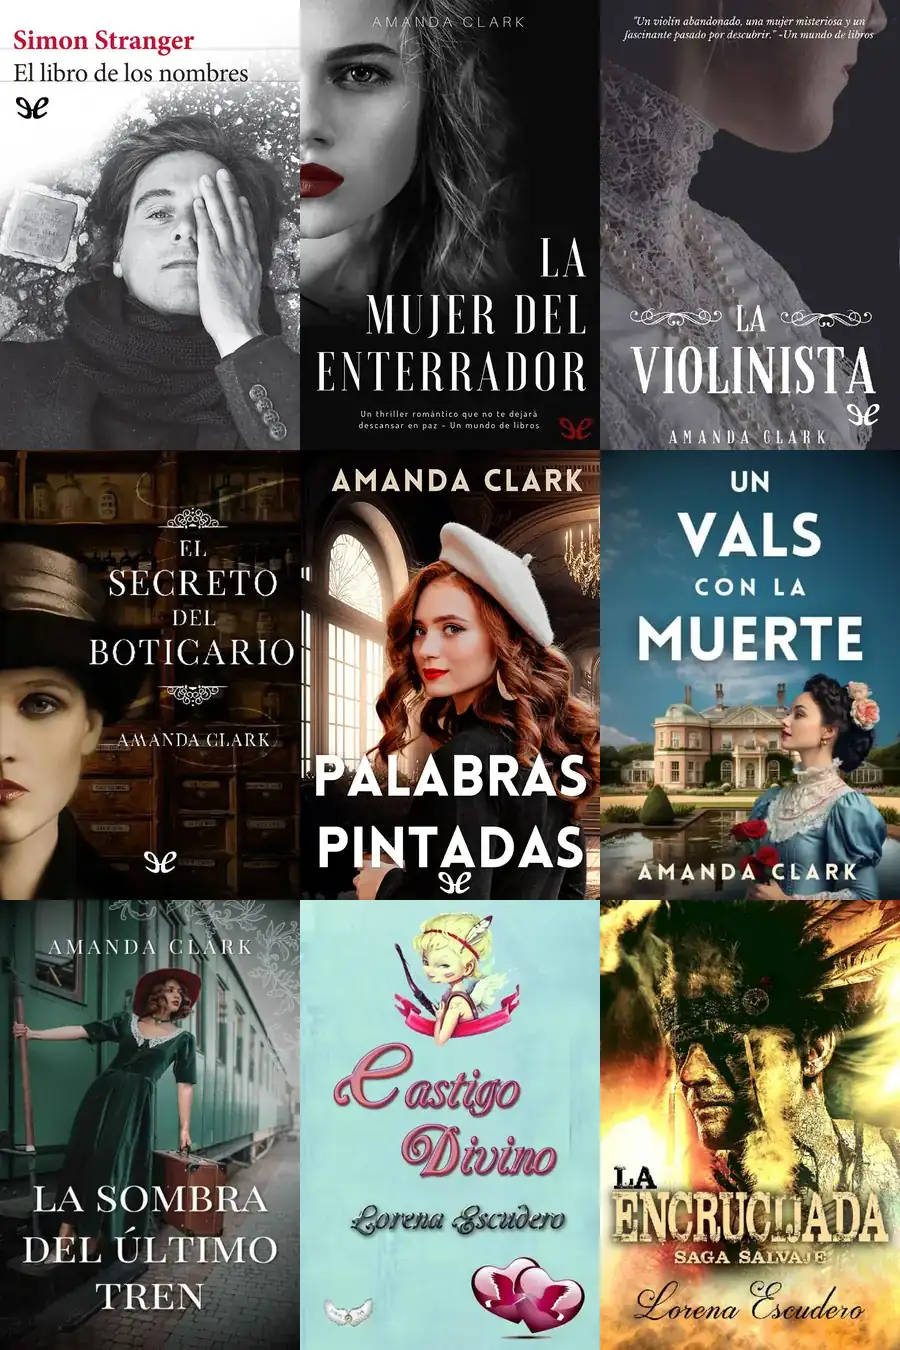 Simon Stranger
El libro de los nombres
AMANDA CLARK
LA
MUJER DEL
ENTERRADOR
Un thriller romántico que no te dejará
descansar en paz - Un mundo de libros
"Un violín abandonado, una mujer misteriosa y un
fascinante pasado por descubrir." -Un mundo de libros
LA
VIOLINISTA
AMANDA CLARK
EL
SECRETO
DEL
BOTICARIO
AMANDA CLARK
AMANDA CLARK
PALABRAS
PINTADAS
UN
VALS
CON LA
MUERTE
AMANDA CLARK
AMANDA CLARK
LA SOMBRA
DEL ÚLTIMO
TREN
Castigo
Divino
Lorena Escudero
LA
ENCRUCIJADA
SAGA SALVAJE
Lorena Escudero